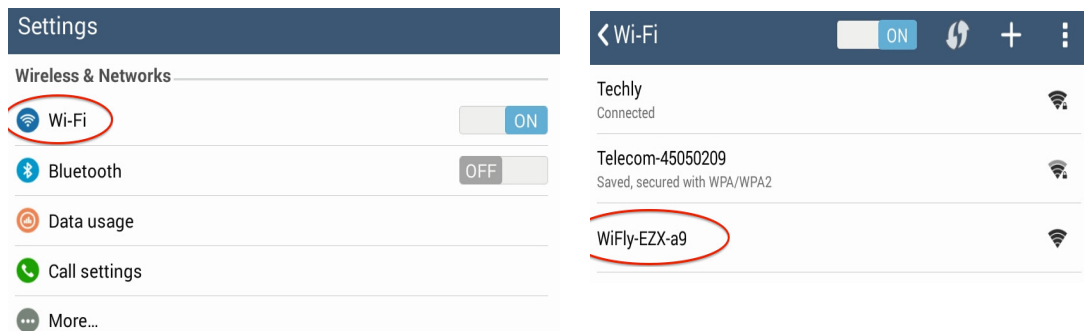 Settings
Wireless & Networks
Wi-Fi
ON
Bluetooth
OFF
Data usage
Call settings
More...
Wi-Fi
ON
Techly
Connected
Telecom-45050209
Saved, secured with WPA/WPA2
WiFly-EZX-a9